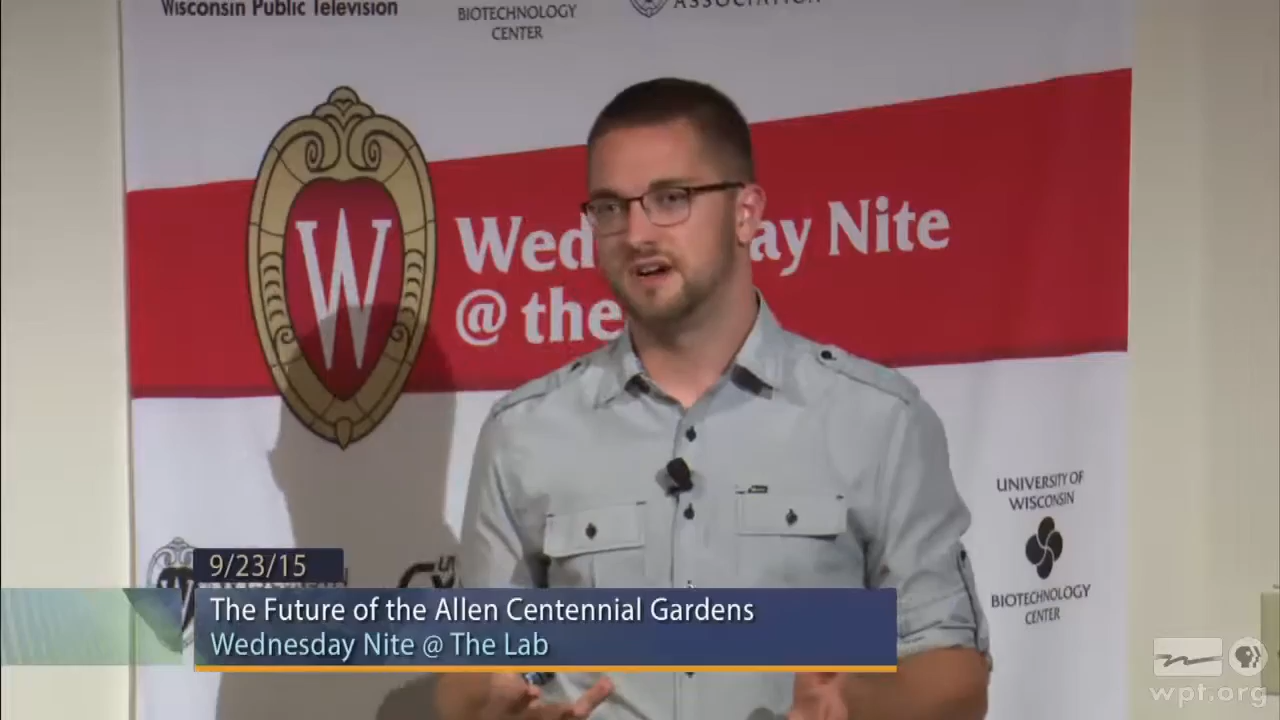 Wisconsin Public Television
BIOTECHNOLOGY
CENTER
ASSOCIATION
W
Wed ay Nite
@ the
UNIVERSITY OF
WISCONSIN
BIOTECHNOLOGY
CENTER
9/23/15
The Future of the Allen Centennial Gardens
Wednesday Nite @ The Lab
wpt.org